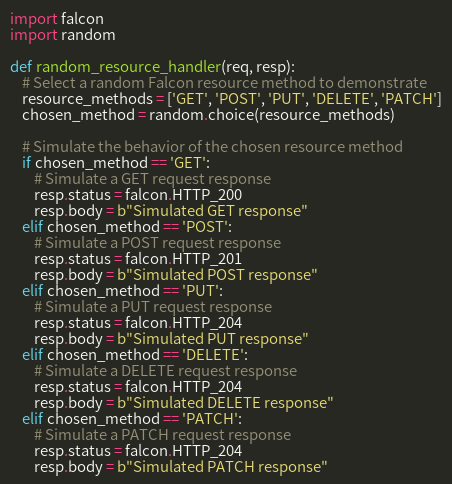 import falcon
import random

def random_resource_handler(req, resp):
    # Select a random Falcon resource method to demonstrate
    resource_methods = ['GET', 'POST', 'PUT', 'DELETE', 'PATCH']
    chosen_method = random.choice(resource_methods)

    # Simulate the behavior of the chosen resource method
    if chosen_method == 'GET':
        # Simulate a GET request response
        resp.status = falcon.HTTP_200
        resp.body = b"Simulated GET response"
    elif chosen_method == 'POST':
        # Simulate a POST request response
        resp.status = falcon.HTTP_201
        resp.body = b"Simulated POST response"
    elif chosen_method == 'PUT':
        # Simulate a PUT request response
        resp.status = falcon.HTTP_204
        resp.body = b"Simulated PUT response"
    elif chosen_method == 'DELETE':
        # Simulate a DELETE request response
        resp.status = falcon.HTTP_204
        resp.body = b"Simulated DELETE response"
    elif chosen_method == 'PATCH':
        # Simulate a PATCH request response
        resp.status = falcon.HTTP_204
        resp.body = b"Simulated PATCH response"